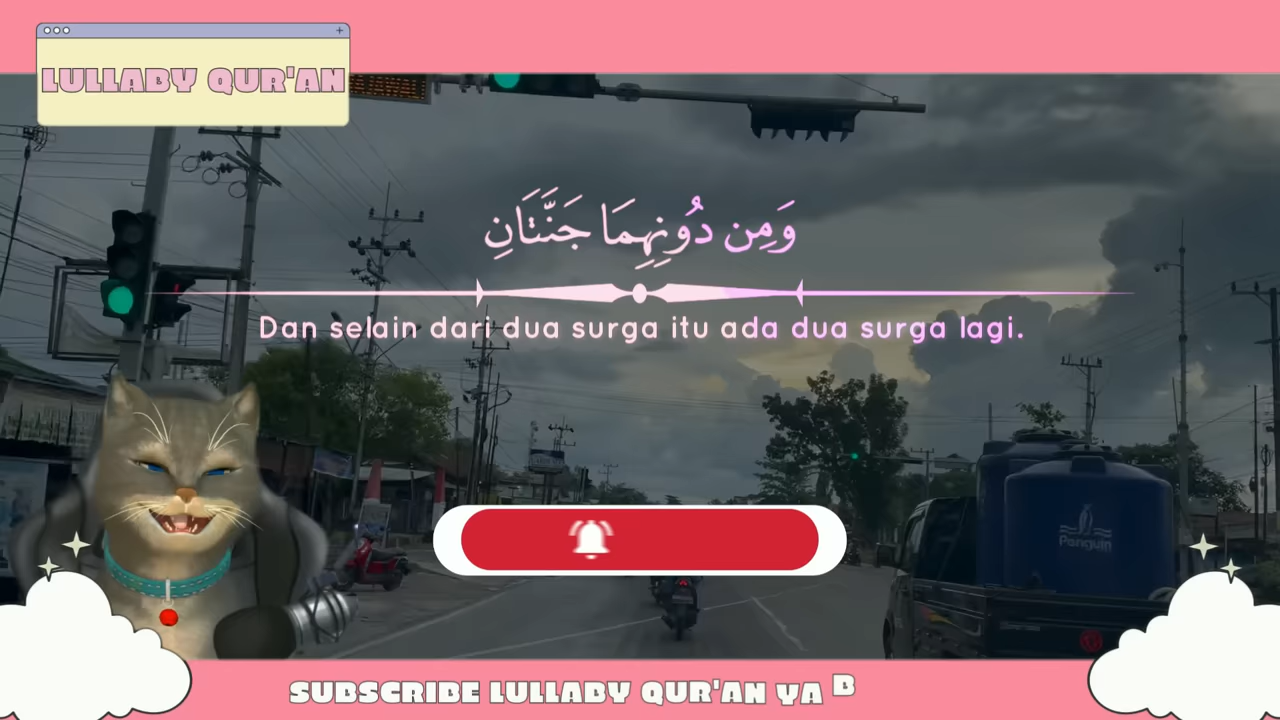 LULLABY QUR'AN
وَمِن دُونِهِمَا جَنَّتَانِ
Dan selain dari dua surga itu ada dua surga lagi.
Penguin
SUBSCRIBE LULLABY QUR'AN YA B